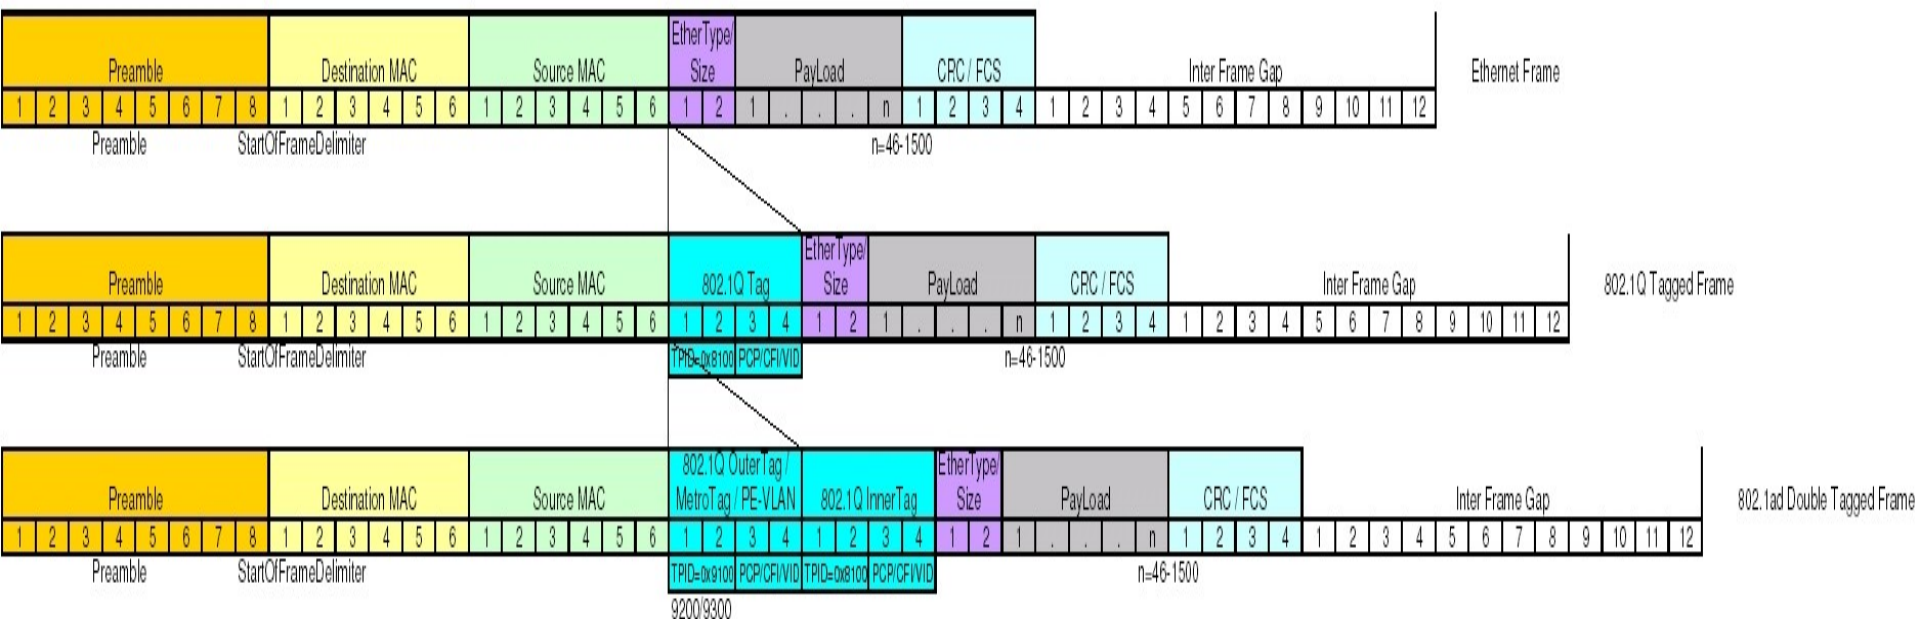 EtherType/
Preamble Destination MAC Source MAC Size PayLoad CRC / FCS Inter Frame Gap Ethernet Frame
1 2 3 4 5 6 7 8 1 2 3 4 5 6 1 2 3 4 5 6 1 2 1 . . . n 1 2 3 4 1 2 3 4 5 6 7 8 9 10 11 12
Preamble StartOfFrameDelimiter n=46-1500
EtherType/
Preamble Destination MAC Source MAC 802.1Q Tag Size PayLoad CRC / FCS Inter Frame Gap 802.1Q Tagged Frame
1 2 3 4 5 6 7 8 1 2 3 4 5 6 1 2 3 4 5 6 1 2 3 4 1 2 1 . . . n 1 2 3 4 1 2 3 4 5 6 7 8 9 10 11 12
Preamble StartOfFrameDelimiter TPID=0x8100 PCP/CFI/VID n=46-1500
802.1Q OuterTag / EtherType/
Preamble Destination MAC Source MAC MetroTag / PE-VLAN 802.1Q InnerTag Size PayLoad CRC / FCS Inter Frame Gap 802.1ad Double Tagged Frame
1 2 3 4 5 6 7 8 1 2 3 4 5 6 1 2 3 4 5 6 1 2 3 4 1 2 3 4 1 2 1 . . . n 1 2 3 4 1 2 3 4 5 6 7 8 9 10 11 12
Preamble StartOfFrameDelimiter TPID=0x9100 PCP/CFI/VID TPID=0x8100 PCP/CFI/VID n=46-1500
9200/9300